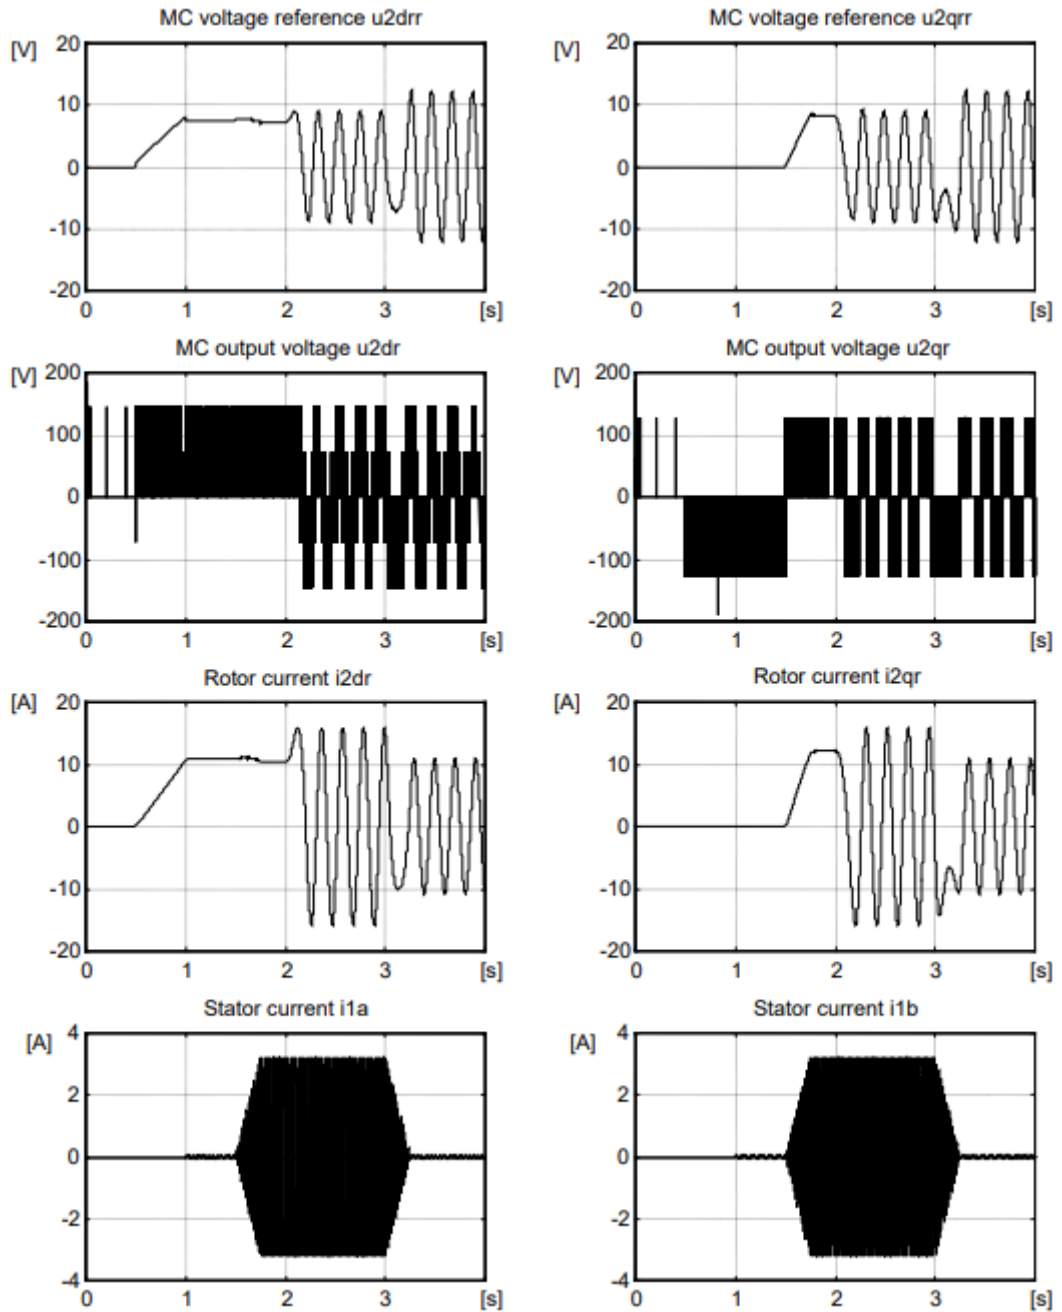 MC voltage reference u2drr
MC voltage reference u2qrr
[V] 20
10
0
-10
-20
0 1 2 3 [s]
[V] 20
10
0
-10
-20
0 1 2 3 [s]
MC output voltage u2dr
MC output voltage u2qr
[V] 200
100
0
-100
-200
0 1 2 3 [s]
[V] 200
100
0
-100
-200
0 1 2 3 [s]
Rotor current i2dr
Rotor current i2qr
[A] 20
10
0
-10
-20
0 1 2 3 [s]
[A] 20
10
0
-10
-20
0 1 2 3 [s]
Stator current i1a
Stator current i1b
[A] 4
2
0
-2
-4
0 1 2 3 [s]
[A] 4
2
0
-2
-4
0 1 2 3 [s]